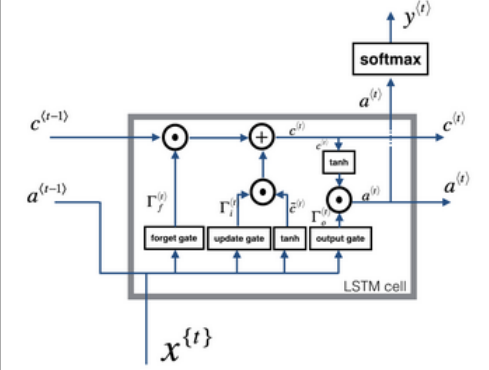 y⟨t⟩
softmax
a⟨t⟩
c⟨t-1⟩
c⟨t⟩
c⟨t⟩
c⟨t⟩
tanh
a⟨t-1⟩
Γf⟨t⟩
Γi⟨t⟩
c̃⟨t⟩
Γo⟨t⟩
a⟨t⟩
a⟨t⟩
forget gate
update gate
tanh
output gate
LSTM cell
x{t}